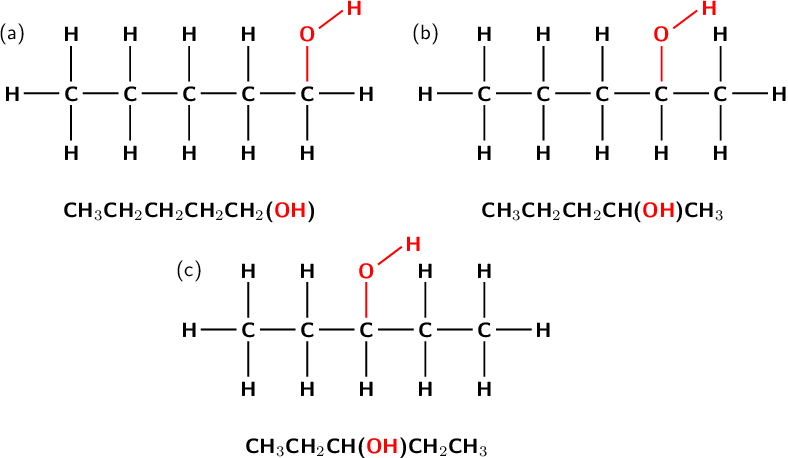 (a) H H H H O H (b) H H H O H H
H C C C C C H H C C C C C H
H H H H H H H H H H
CH₃CH₂CH₂CH₂CH₂(OH) CH₃CH₂CH₂CH(OH)CH₃
(c) H H O H H H
H C C C C C H
H H H H H
CH₃CH₂CH(OH)CH₂CH₃